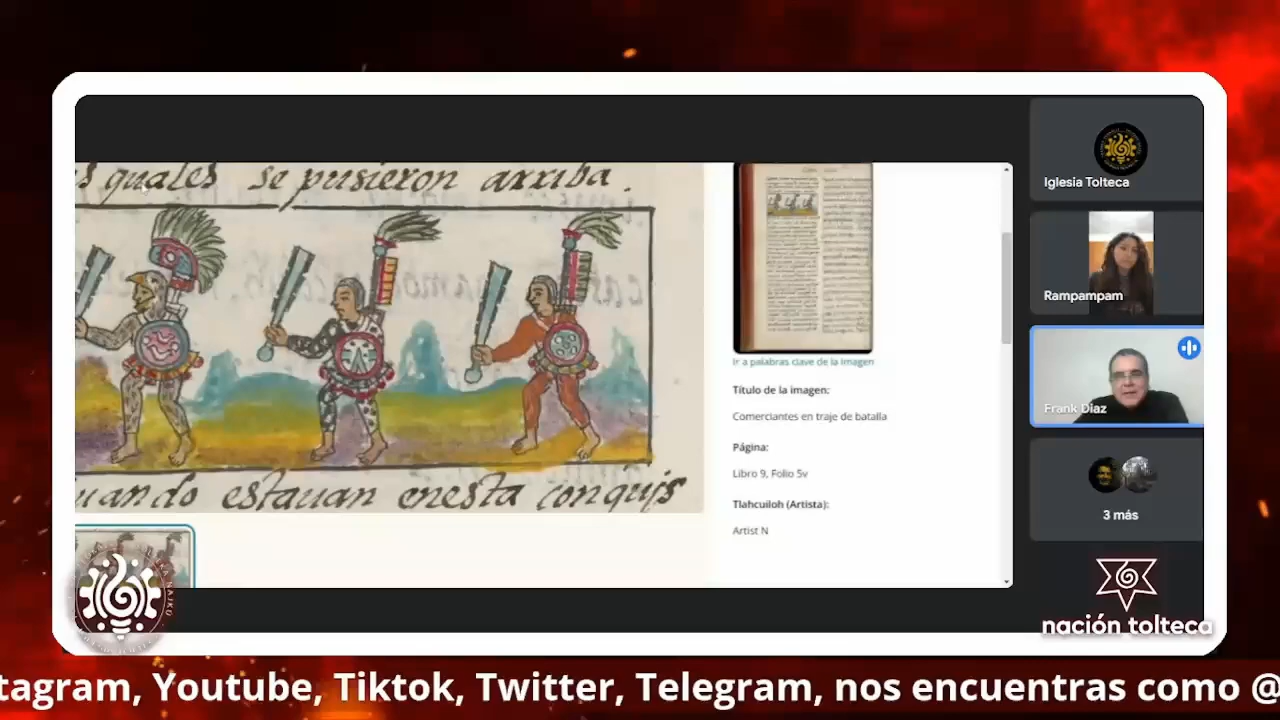 s quales se pusieron arriba.
uando estauan enesta conquis
Ir a palabras clave de la imagen
Título de la imagen:
Comerciantes en traje de batalla
Página:
Libro 9, Folio 5v
Tlahcuiloh (Artista):
Artist N
Iglesia Tolteca
Rampampam
Frank Díaz
3 más
nación tolteca
tagram, Youtube, Tiktok, Twitter, Telegram, nos encuentras como @